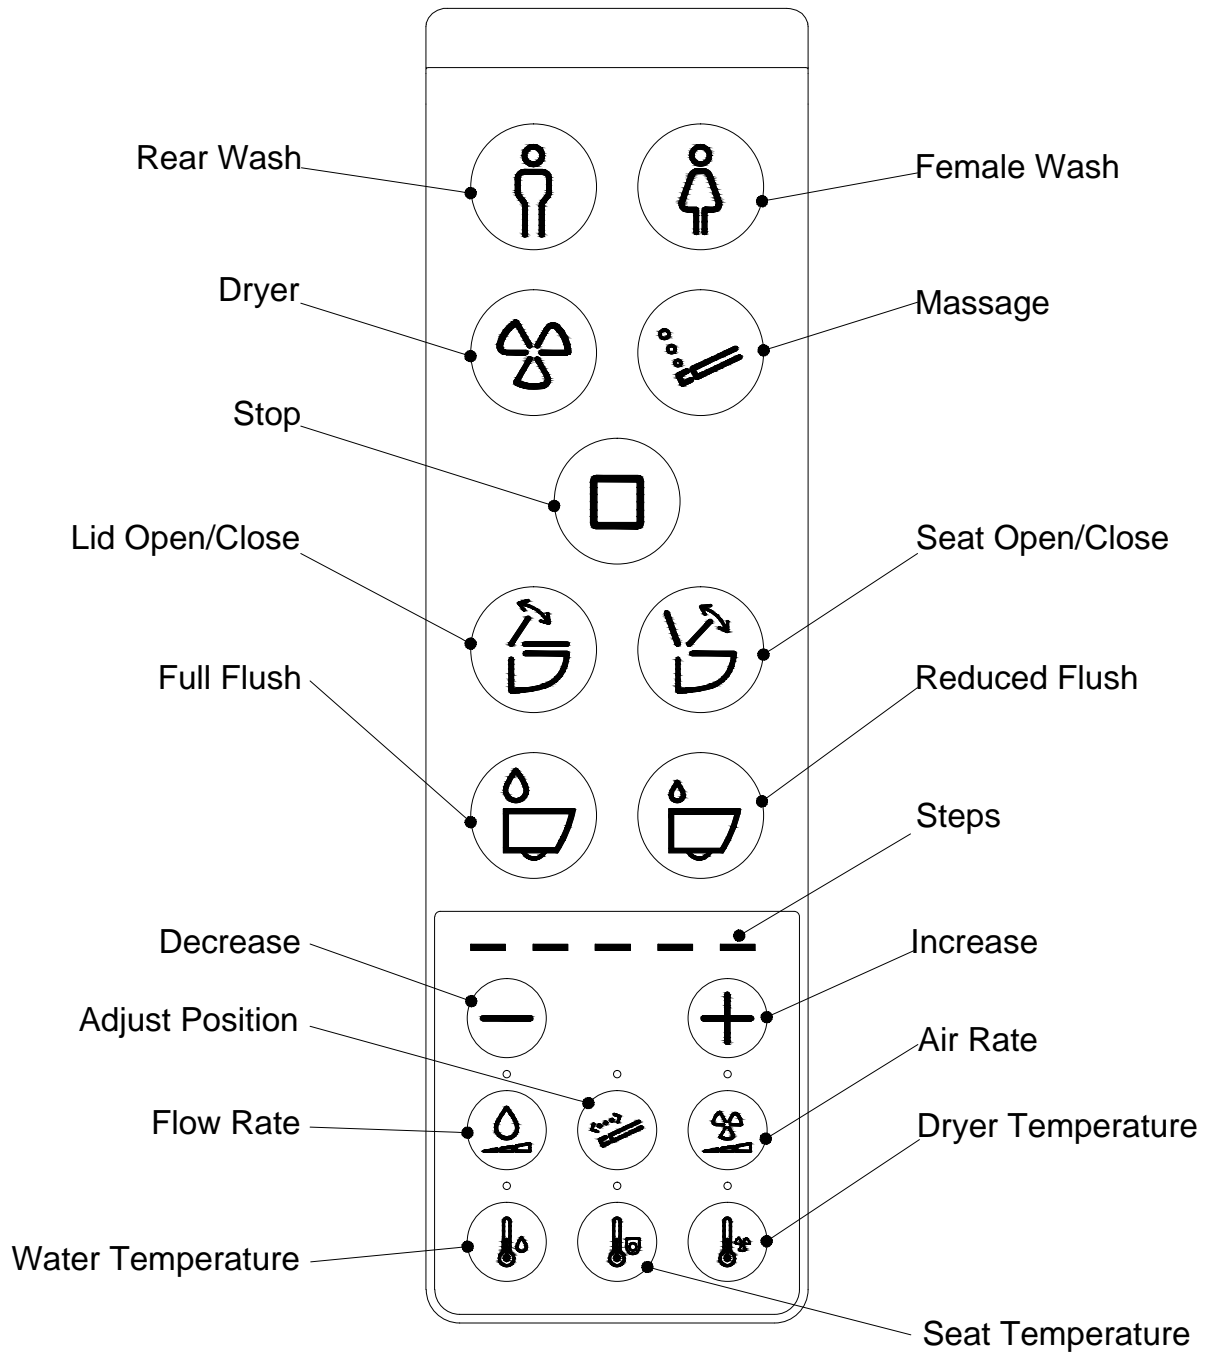 Rear Wash
Female Wash
Dryer
Massage
Stop
Lid Open/Close
Seat Open/Close
Full Flush
Reduced Flush
Steps
Decrease
Increase
Adjust Position
Air Rate
Flow Rate
Dryer Temperature
Water Temperature
Seat Temperature